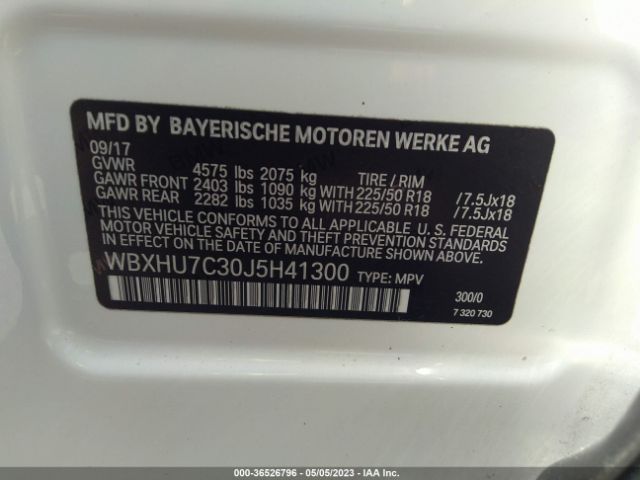 MFD BY BAYERISCHE MOTOREN WERKE AG
09/17
GVWR 4575 lbs 2075 kg TIRE / RIM
GAWR FRONT 2403 lbs 1090 kg WITH 225/50 R18 /7.5Jx18
GAWR REAR 2282 lbs 1035 kg WITH 225/50 R18 /7.5Jx18
THIS VEHICLE CONFORMS TO ALL APPLICABLE U. S. FEDERAL
MOTOR VEHICLE SAFETY, BUMPER, AND THEFT PREVENTION
STANDARDS IN EFFECT ON THE DATE OF MANUFACTURE SHOWN
ABOVE.
WBXHU7C30J5H41300 TYPE: MPV
300/0
7 320 730
000-36526796 - 05/05/2023 - IAA Inc.